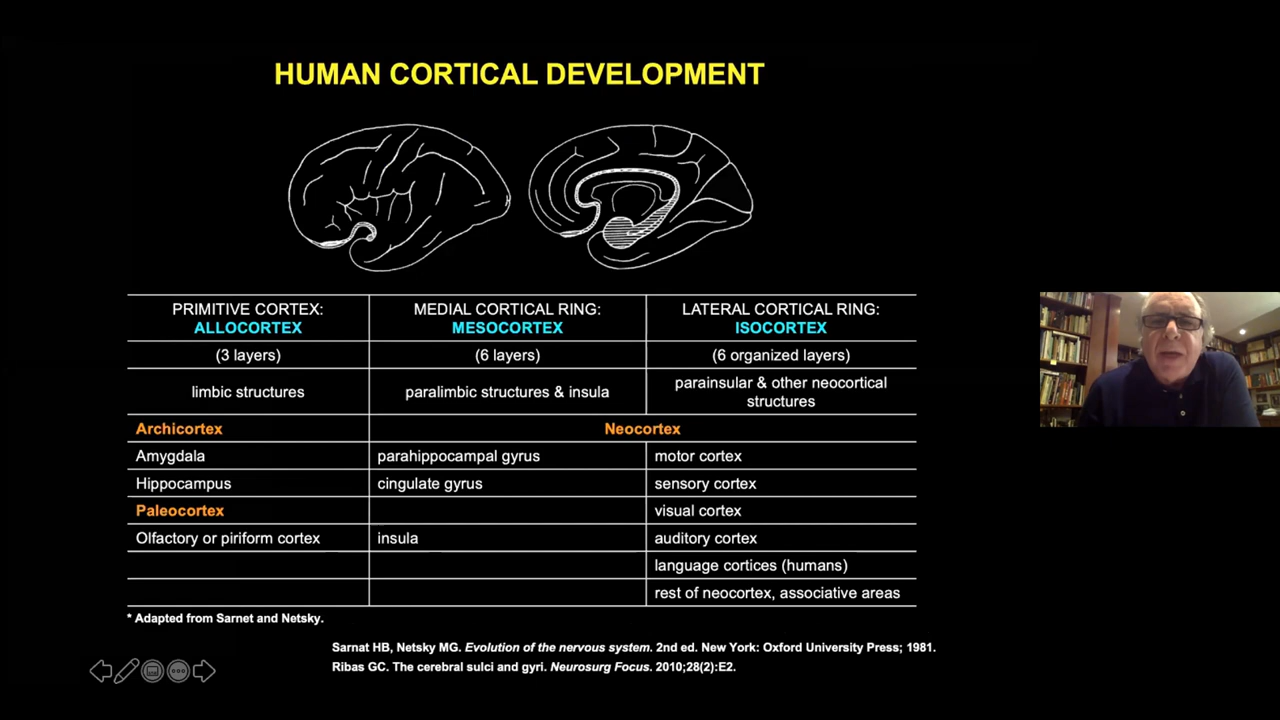 HUMAN CORTICAL DEVELOPMENT
PRIMITIVE CORTEX:
ALLOCORTEX
MEDIAL CORTICAL RING:
MESOCORTEX
LATERAL CORTICAL RING:
ISOCORTEX
(3 layers)
(6 layers)
(6 organized layers)
limbic structures
paralimbic structures & insula
parainsular & other neocortical
structures
Archicortex
Neocortex
Amygdala
parahippocampal gyrus
motor cortex
Hippocampus
cingulate gyrus
sensory cortex
Paleocortex
visual cortex
Olfactory or piriform cortex
insula
auditory cortex
language cortices (humans)
rest of neocortex, associative areas
* Adapted from Sarnet and Netsky.
Sarnat HB, Netsky MG. Evolution of the nervous system. 2nd ed. New York: Oxford University Press; 1981.
Ribas GC. The cerebral sulci and gyri. Neurosurg Focus. 2010;28(2):E2.